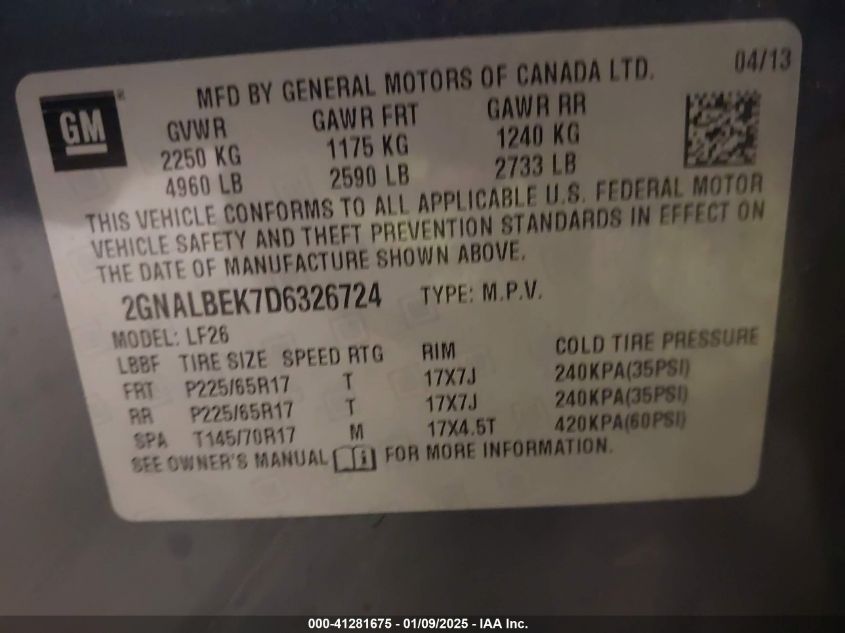 04/13
MFD BY GENERAL MOTORS OF CANADA LTD.
GM ®
GVWR GAWR FRT GAWR RR
2250 KG 1175 KG 1240 KG
4960 LB 2590 LB 2733 LB
THIS VEHICLE CONFORMS TO ALL APPLICABLE U.S. FEDERAL MOTOR
VEHICLE SAFETY AND THEFT PREVENTION STANDARDS IN EFFECT ON
THE DATE OF MANUFACTURE SHOWN ABOVE.
2GNALBEK7D6326724 TYPE: M.P.V.
MODEL: LF26
LBBF TIRE SIZE SPEED RTG RIM COLD TIRE PRESSURE
FRT P225/65R17 T 17X7J 240KPA(35PSI)
RR P225/65R17 T 17X7J 240KPA(35PSI)
SPA T145/70R17 M 17X4.5T 420KPA(60PSI)
SEE OWNER'S MANUAL FOR MORE INFORMATION.
000-41281675 - 01/09/2025 - IAA Inc.